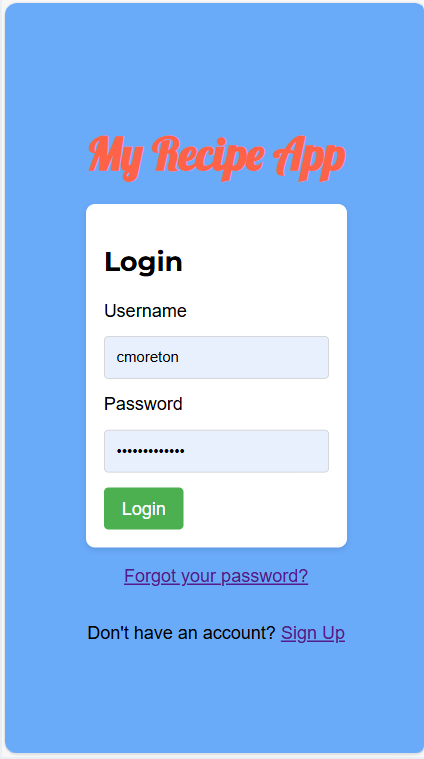 My Recipe App
Login
Username
cmoreton
Password
•••••••••••••
Login
Forgot your password?
Don't have an account? Sign Up